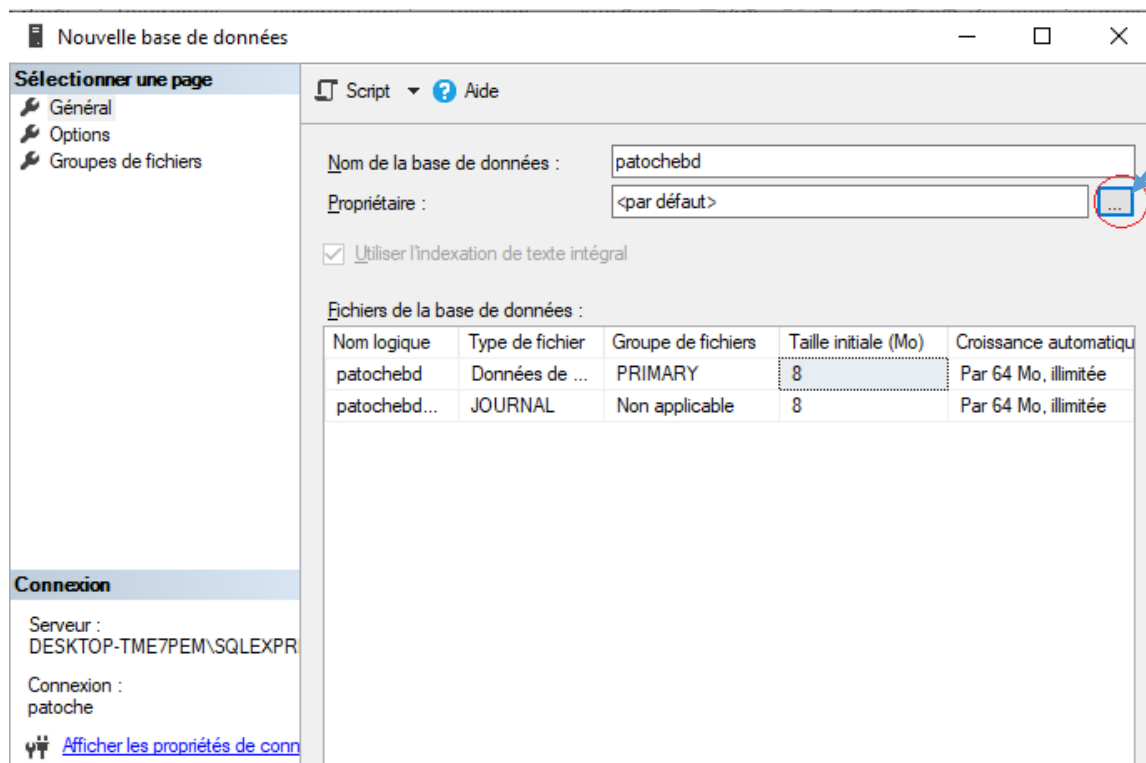 Nouvelle base de données
Sélectionner une page
Général
Options
Groupes de fichiers
Script
Aide
Nom de la base de données : patochebd
Propriétaire : <par défaut> ...
Utiliser l'indexation de texte intégral
Fichiers de la base de données :
Nom logique Type de fichier Groupe de fichiers Taille initiale (Mo) Croissance automatiqu
patochebd Données de ... PRIMARY 8 Par 64 Mo, illimitée
patochebd... JOURNAL Non applicable 8 Par 64 Mo, illimitée
Connexion
Serveur :
DESKTOP-TME7PEM\SQLEXPR
Connexion :
patoche
Afficher les propriétés de conn